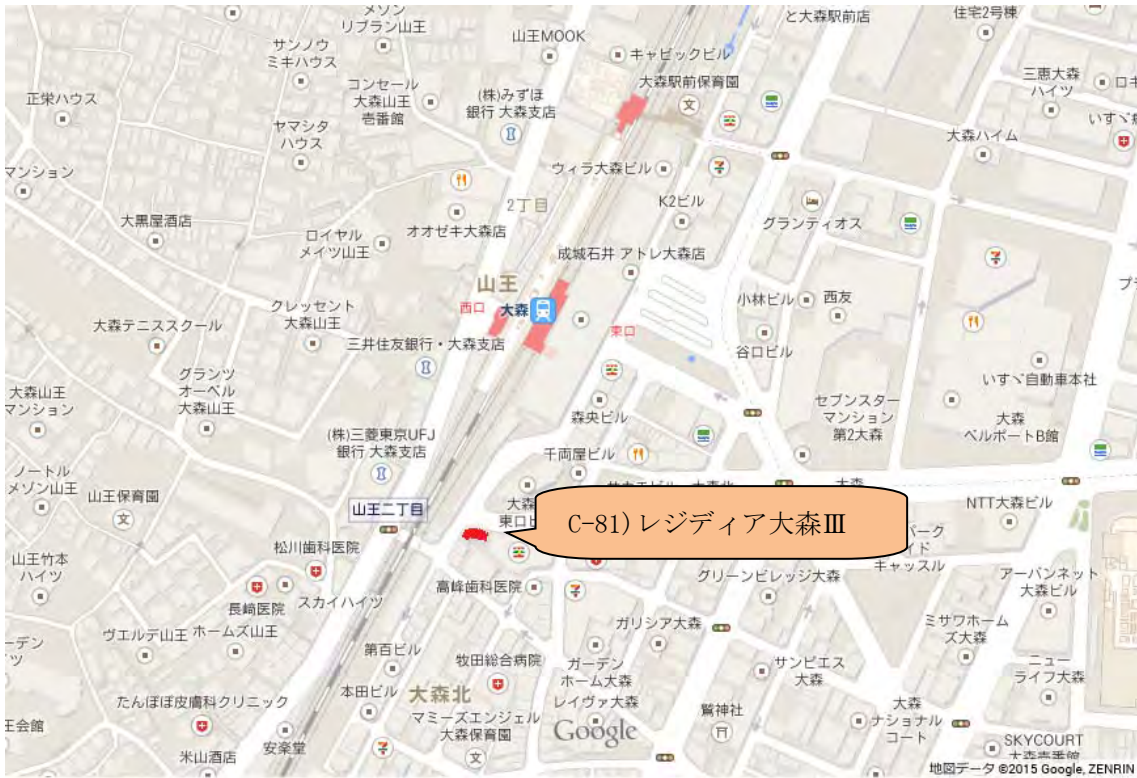 メゾン
リブラン山王
山王MOOK
と大森駅前店
住宅2号棟
サンノウ
ミキハウス
キャビックビル
コンセール
大森山王
壱番館
(株)みずほ
銀行 大森支店
大森駅前保育園
三恵大森
ハイツ
正栄ハウス
ヤマシタ
ハウス
大森ハイム
マンション
ウィラ大森ビル
2丁目
K2ビル
大黒屋酒店
ロイヤル
メイツ山王
オオゼキ大森店
グランティオス
成城石井 アトレ大森店
山王
西口
大森
東口
小林ビル
西友
クレッセント
大森山王
大森テニススクール
三井住友銀行・大森支店
谷口ビル
グランツ
オーベル
大森山王
いすゞ自動車本社
大森山王
マンション
森央ビル
セブンスター
マンション
第2大森
大森
ベルポートB館
(株)三菱東京UFJ
銀行 大森支店
千両屋ビル
ノートル
メゾン山王
山王保育園
山王二丁目
大森
東口ビ
C-81) レジディア大森Ⅲ
NTT大森ビル
パーク
イド
キャッスル
山王竹本
ハイツ
松川歯科医院
高峰歯科医院
グリーンビレッジ大森
アーバンネット
大森ビル
長崎医院
スカイハイツ
ガリシア大森
ミサワホーム
ズ大森
ヴエルデ山王
ホームズ山王
第百ビル
牧田総合病院
ガーデン
ホーム大森
サンビエス
大森
ニュー
ライフ大森
たんぽぽ皮膚科クリニック
本田ビル
大森北
レイヴァ大森
鷲神社
大森
ナショナル
コート
王会館
マミーズエンジェル
大森保育園
Google
米山酒店
安楽堂
SKYCOURT
大森壱番館
地図データ ©2015 Google, ZENRIN